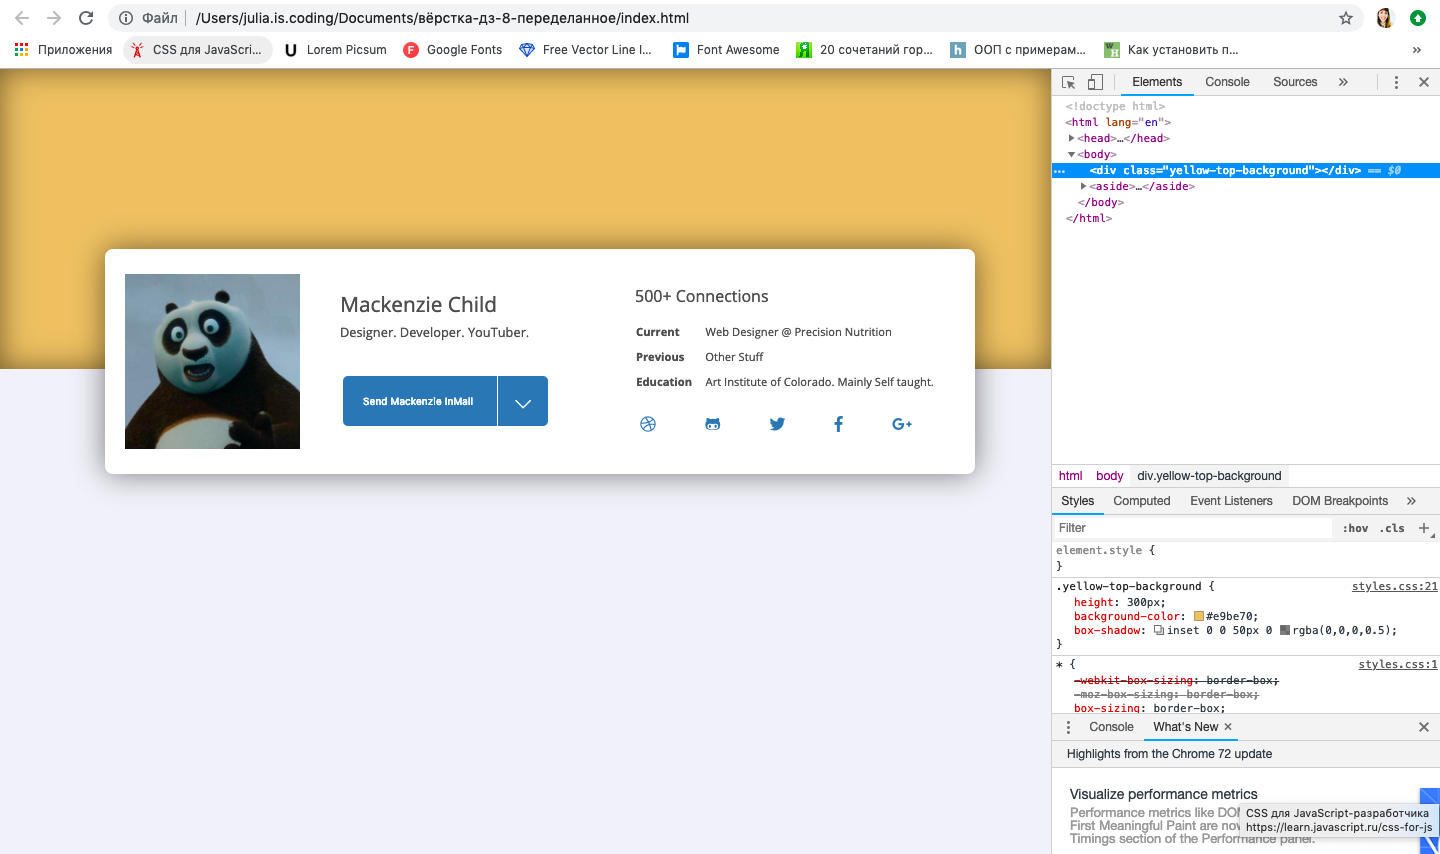 Файл
/Users/julia.is.coding/Documents/вёрстка-дз-8-переделанное/index.html
Приложения
CSS для JavaScri...
Lorem Picsum
Google Fonts
Free Vector Line I...
Font Awesome
20 сочетаний гор...
ООП с примерам...
Как установить п...
»
Mackenzie Child
Designer. Developer. YouTuber.
Send Mackenzie InMail
500+ Connections
Current Web Designer @ Precision Nutrition
Previous Other Stuff
Education Art Institute of Colorado. Mainly Self taught.
Elements Console Sources »
<!doctype html>
<html lang="en">
<head>…</head>
<body>
<div class="yellow-top-background"></div> == $0
<aside>…</aside>
</body>
</html>
html body div.yellow-top-background
Styles Computed Event Listeners DOM Breakpoints »
Filter :hov .cls +
element.style {
}
.yellow-top-background { styles.css:21
height: 300px;
background-color: #e9be70;
box-shadow: inset 0 0 50px 0 rgba(0,0,0,0.5);
}
* { styles.css:1
-webkit-box-sizing: border-box;
-moz-box-sizing: border-box;
box-sizing: border-box;
Console What's New ×
Highlights from the Chrome 72 update
Visualize performance metrics
Performance metrics like DO
First Meaningful Paint are now
Timings section of the Performance panel.
CSS для JavaScript-разработчика
https://learn.javascript.ru/css-for-js